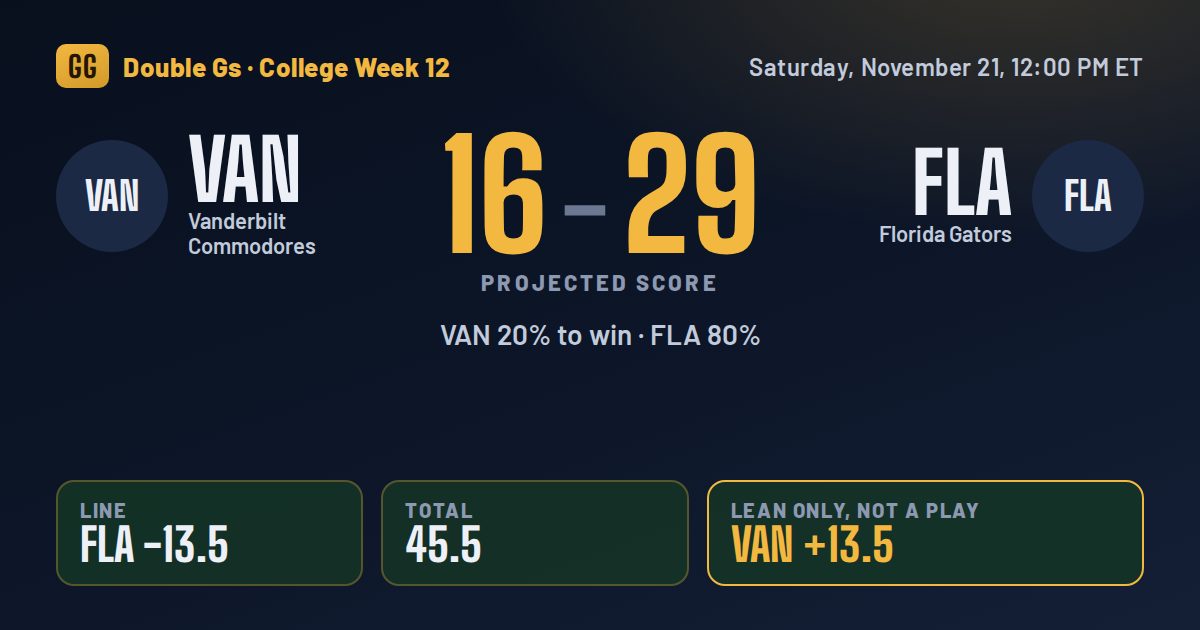 GG Double Gs · College Week 12
Saturday, November 21, 12:00 PM ET
VAN
VAN
Vanderbilt
Commodores
16 – 29
PROJECTED SCORE
VAN 20% to win · FLA 80%
FLA
Florida Gators
FLA
LINE
FLA −13.5
TOTAL
45.5
LEAN ONLY, NOT A PLAY
VAN +13.5